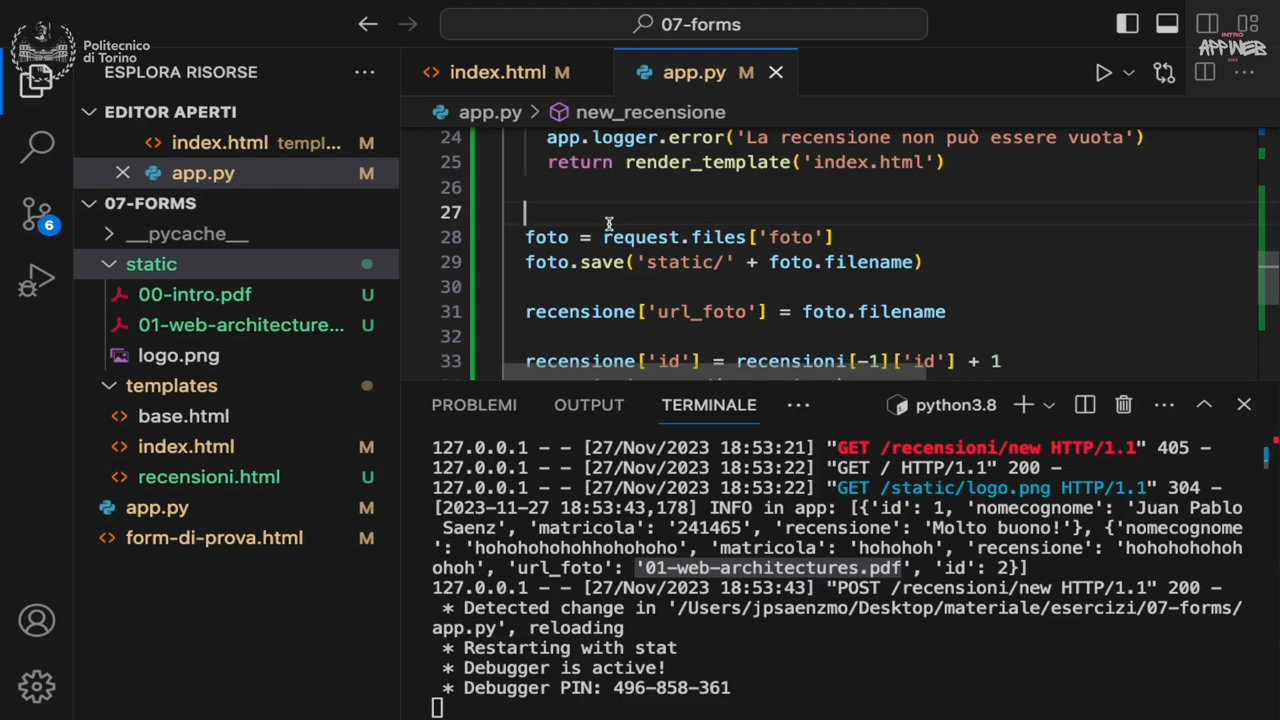 07-forms
Politecnico
di Torino
INTRO
APPWEB
ESPLORA RISORSE
EDITOR APERTI
index.html templ... M
app.py M
07-FORMS
__pycache__
static
00-intro.pdf U
01-web-architecture... U
logo.png
templates
base.html
index.html M
recensioni.html U
app.py M
form-di-prova.html M
6
index.html M
app.py M
app.py > new_recensione
24 app.logger.error('La recensione non può essere vuota')
25 return render_template('index.html')
26
27
28 foto = request.files['foto']
29 foto.save('static/' + foto.filename)
30
31 recensione['url_foto'] = foto.filename
32
33 recensione['id'] = recensioni[-1]['id'] + 1
PROBLEMI OUTPUT TERMINALE ··· python3.8
127.0.0.1 - - [27/Nov/2023 18:53:21] "GET /recensioni/new HTTP/1.1" 405 -
127.0.0.1 - - [27/Nov/2023 18:53:22] "GET / HTTP/1.1" 200 -
127.0.0.1 - - [27/Nov/2023 18:53:22] "GET /static/logo.png HTTP/1.1" 304 -
[2023-11-27 18:53:43,178] INFO in app: [{'id': 1, 'nomecognome': 'Juan Pablo
Saenz', 'matricola': '241465', 'recensione': 'Molto buono!'}, {'nomecognome
': 'hohohohohohhohohoho', 'matricola': 'hohohoh', 'recensione': 'hohohohohoh
ohoh', 'url_foto': '01-web-architectures.pdf', 'id': 2}]
127.0.0.1 - - [27/Nov/2023 18:53:43] "POST /recensioni/new HTTP/1.1" 200 -
* Detected change in '/Users/jpsaenzmo/Desktop/materiale/esercizi/07-forms/
app.py', reloading
* Restarting with stat
* Debugger is active!
* Debugger PIN: 496-858-361